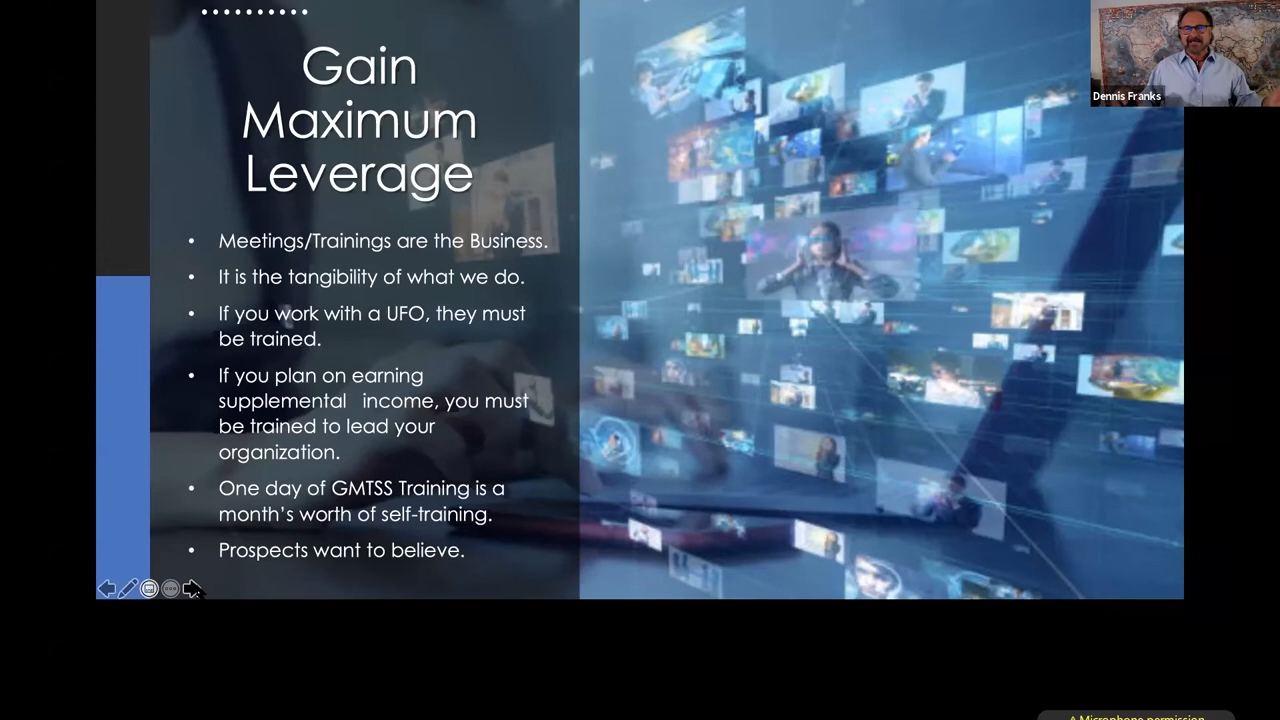 Gain
Maximum
Leverage
• Meetings/Trainings are the Business.
• It is the tangibility of what we do.
• If you work with a UFO, they must
be trained.
• If you plan on earning
supplemental income, you must
be trained to lead your
organization.
• One day of GMTSS Training is a
month's worth of self-training.
• Prospects want to believe.
Dennis Franks
A Microphone permission